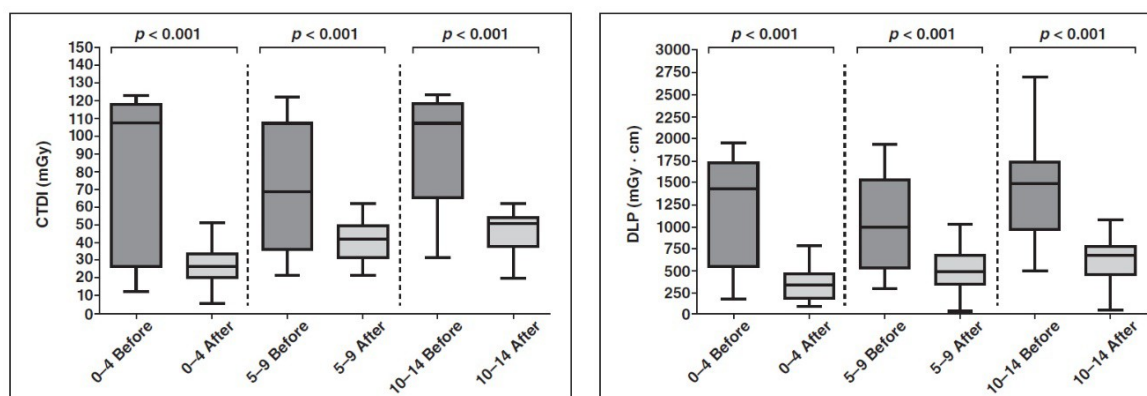 p < 0.001
p < 0.001
p < 0.001
150
140
130
120
110
100
90
80
70
60
50
40
30
20
10
0
CTDI (mGy)
0–4 Before
0–4 After
5–9 Before
5–9 After
10–14 Before
10–14 After
p < 0.001
p < 0.001
p < 0.001
3000
2750
2500
2250
2000
1750
1500
1250
1000
750
500
250
0
DLP (mGy · cm)
0–4 Before
0–4 After
5–9 Before
5–9 After
10–14 Before
10–14 After